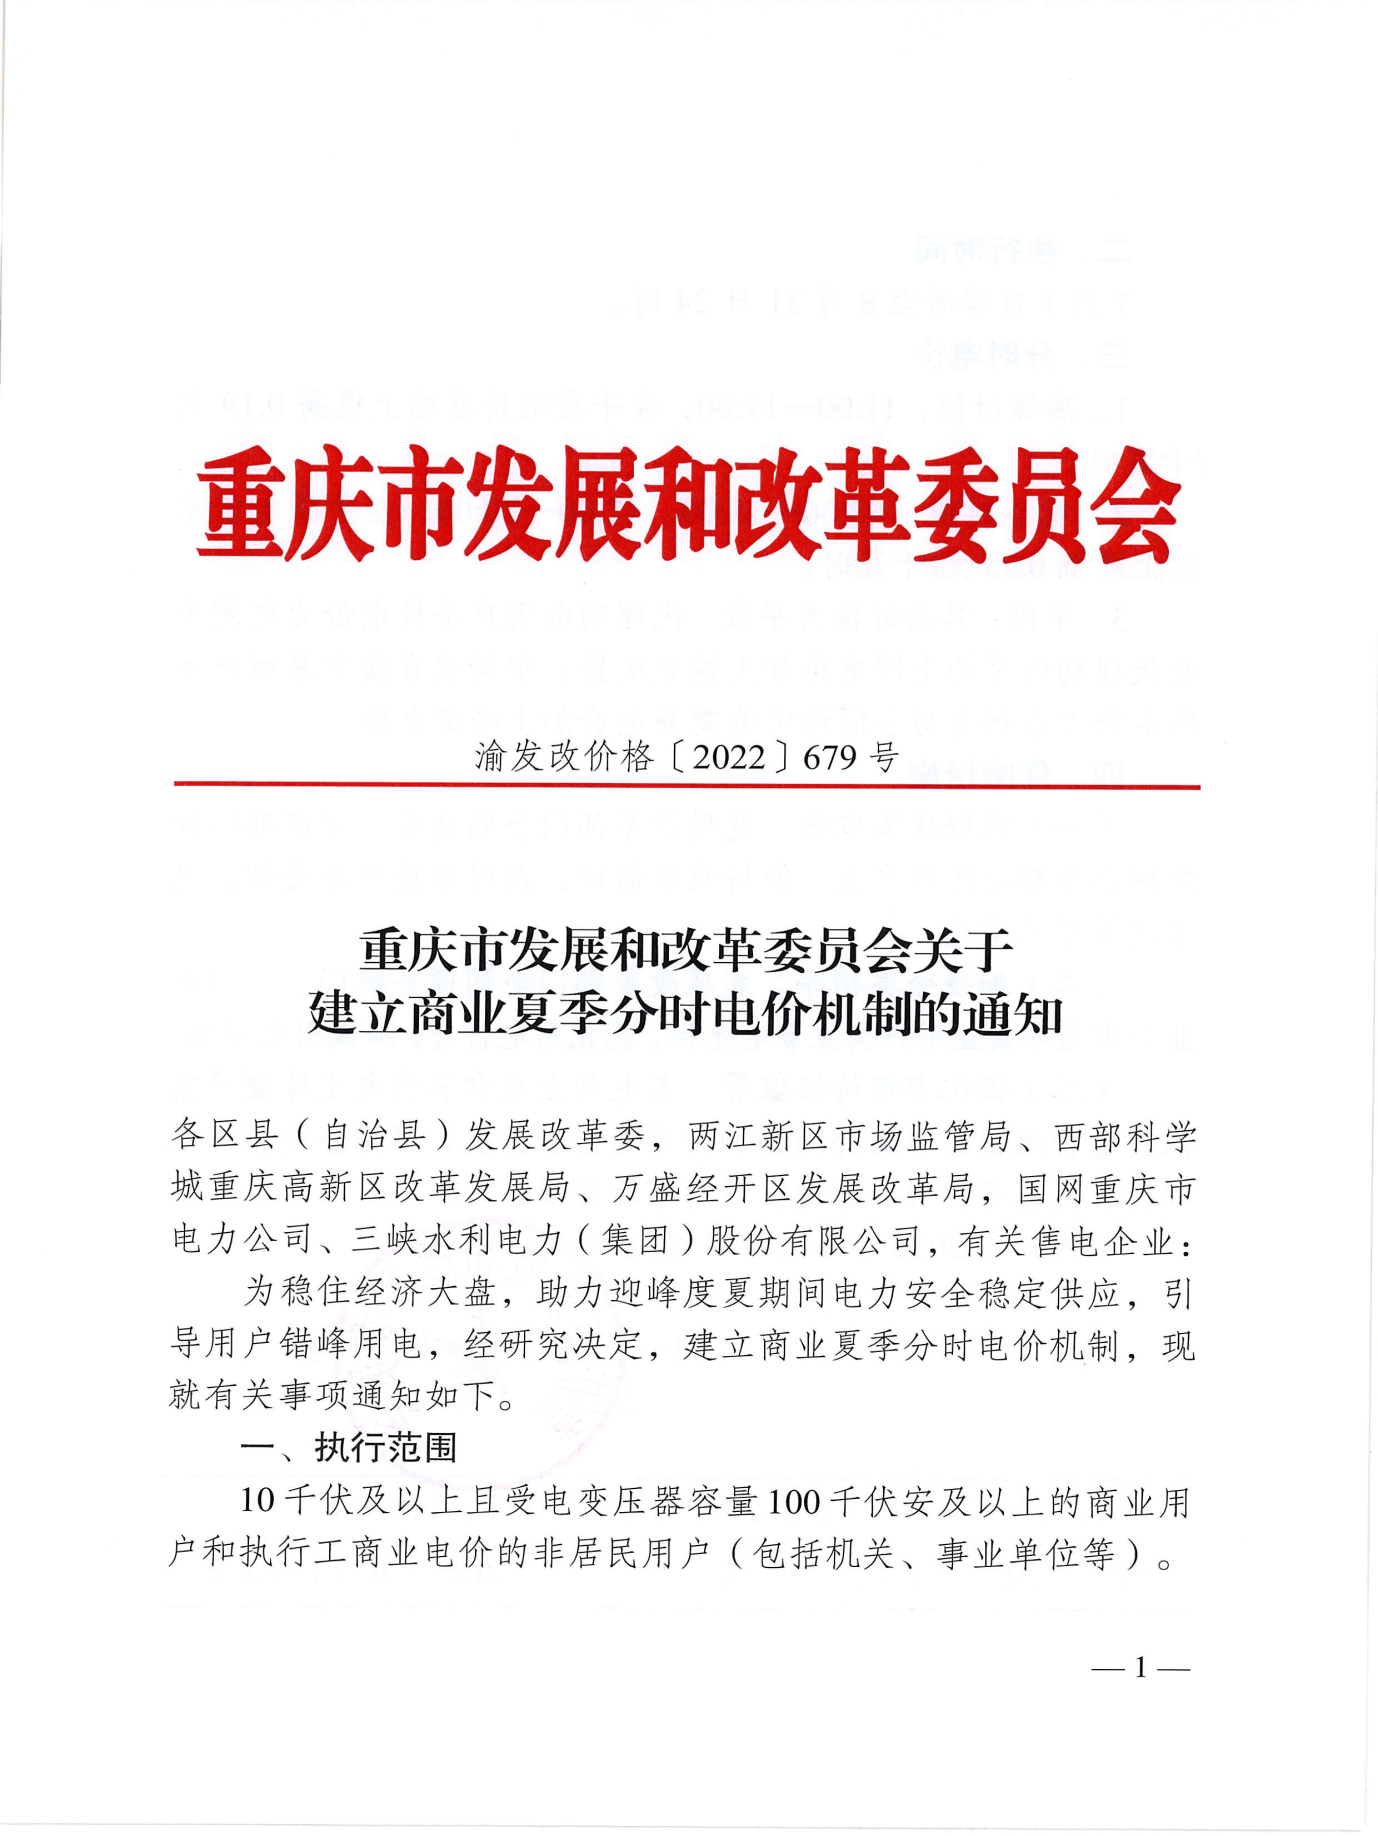 重庆市发展和改革委员会
渝发改价格〔2022〕679 号
重庆市发展和改革委员会关于
建立商业夏季分时电价机制的通知
各区县（自治县）发展改革委，两江新区市场监管局、西部科学
城重庆高新区改革发展局、万盛经开区发展改革局，国网重庆市
电力公司、三峡水利电力（集团）股份有限公司，有关售电企业：
为稳住经济大盘，助力迎峰度夏期间电力安全稳定供应，引
导用户错峰用电，经研究决定，建立商业夏季分时电价机制，现
就有关事项通知如下。
一、执行范围
10 千伏及以上且受电变压器容量 100 千伏安及以上的商业用
户和执行工商业电价的非居民用户（包括机关、事业单位等）。
— 1 —